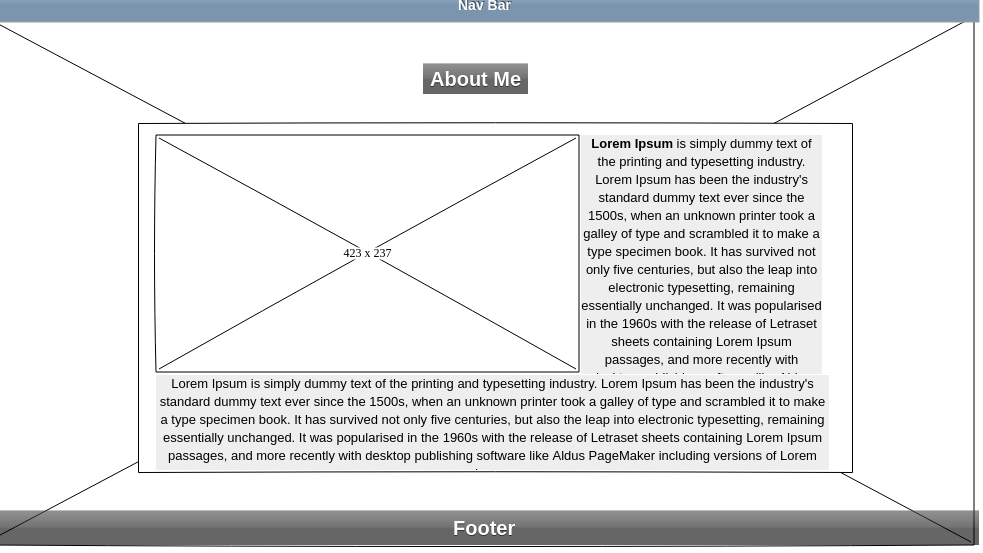 Nav Bar
About Me
423 x 237
Lorem Ipsum is simply dummy text of
the printing and typesetting industry.
Lorem Ipsum has been the industry's
standard dummy text ever since the
1500s, when an unknown printer took a
galley of type and scrambled it to make a
type specimen book. It has survived not
only five centuries, but also the leap into
electronic typesetting, remaining
essentially unchanged. It was popularised
in the 1960s with the release of Letraset
sheets containing Lorem Ipsum
passages, and more recently with
Lorem Ipsum is simply dummy text of the printing and typesetting industry. Lorem Ipsum has been the industry's
standard dummy text ever since the 1500s, when an unknown printer took a galley of type and scrambled it to make
a type specimen book. It has survived not only five centuries, but also the leap into electronic typesetting, remaining
essentially unchanged. It was popularised in the 1960s with the release of Letraset sheets containing Lorem Ipsum
passages, and more recently with desktop publishing software like Aldus PageMaker including versions of Lorem
Footer